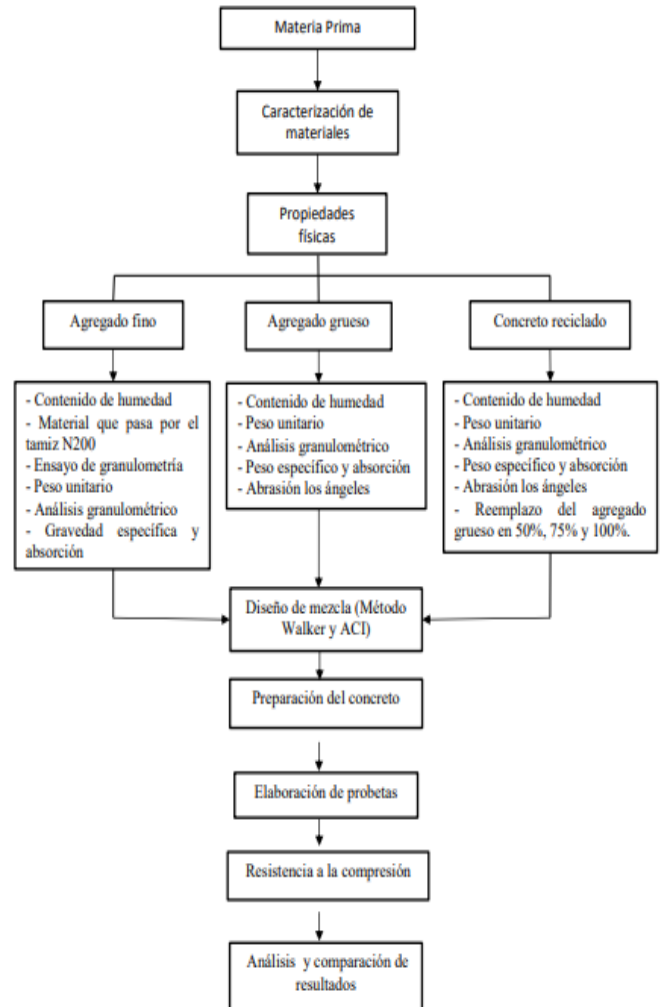 Materia Prima
Caracterización de
materiales
Propiedades
físicas
Agregado fino
Agregado grueso
Concreto reciclado
- Contenido de humedad
- Material que pasa por el
tamiz N200
- Ensayo de granulometría
- Peso unitario
- Análisis granulométrico
- Gravedad específica y
absorción
- Contenido de humedad
- Peso unitario
- Análisis granulométrico
- Peso específico y absorción
- Abrasión los ángeles
- Contenido de humedad
- Peso unitario
- Análisis granulométrico
- Peso específico y absorción
- Abrasión los ángeles
- Reemplazo del agregado
grueso en 50%, 75% y 100%.
Diseño de mezcla (Método
Walker y ACI)
Preparación del concreto
Elaboración de probetas
Resistencia a la compresión
Análisis y comparación de
resultados